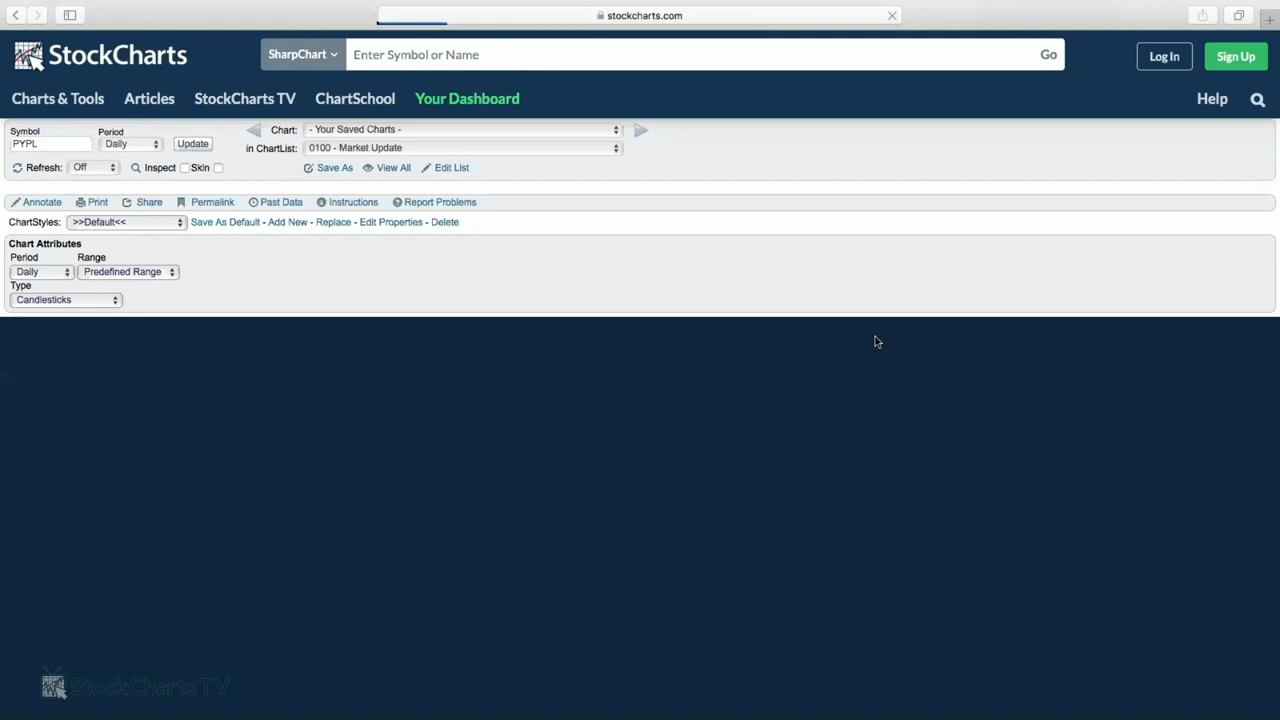 stockcharts.com
StockCharts SharpChart Enter Symbol or Name Go Log In Sign Up
Charts & Tools Articles StockCharts TV ChartSchool Your Dashboard Help
Symbol Period Chart: - Your Saved Charts -
PYPL Daily Update in ChartList: 0100 - Market Update
Refresh: Off Inspect Skin Save As View All Edit List
Annotate Print Share Permalink Past Data Instructions Report Problems
ChartStyles: >>Default<< Save As Default - Add New - Replace - Edit Properties - Delete
Chart Attributes
Period Range
Daily Predefined Range
Type
Candlesticks
StockCharts TV